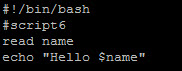 #!/bin/bash
#script6
read name
echo "Hello $name"